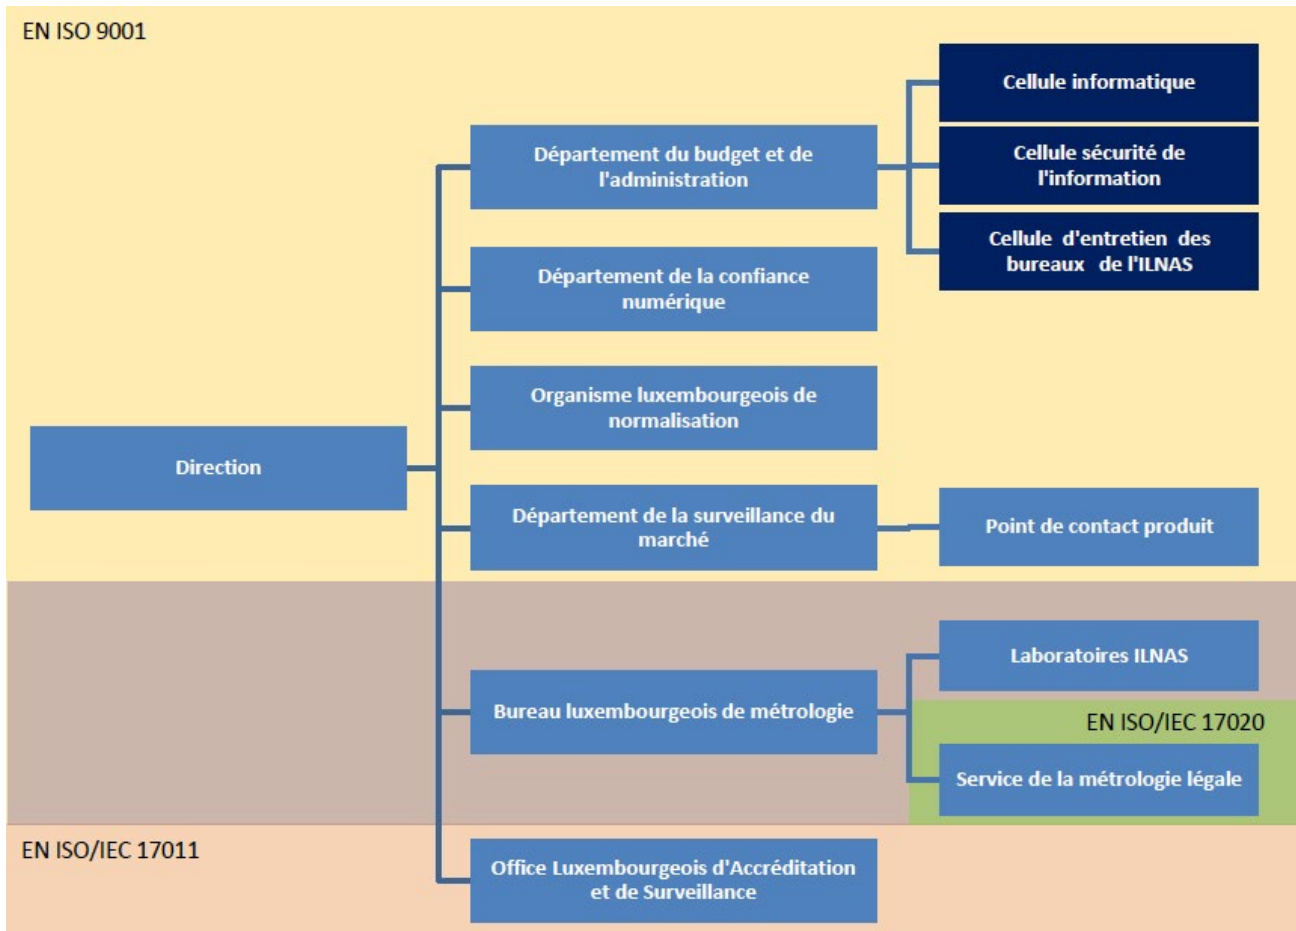 EN ISO 9001
Cellule informatique
Département du budget et de
l'administration
Cellule sécurité de
l'information
Cellule d'entretien des
bureaux de l'ILNAS
Département de la confiance
numérique
Organisme luxembourgeois de
normalisation
Direction
Département de la surveillance du
marché
Point de contact produit
Laboratoires ILNAS
Bureau luxembourgeois de métrologie
EN ISO/IEC 17020
Service de la métrologie légale
EN ISO/IEC 17011
Office Luxembourgeois d'Accréditation
et de Surveillance